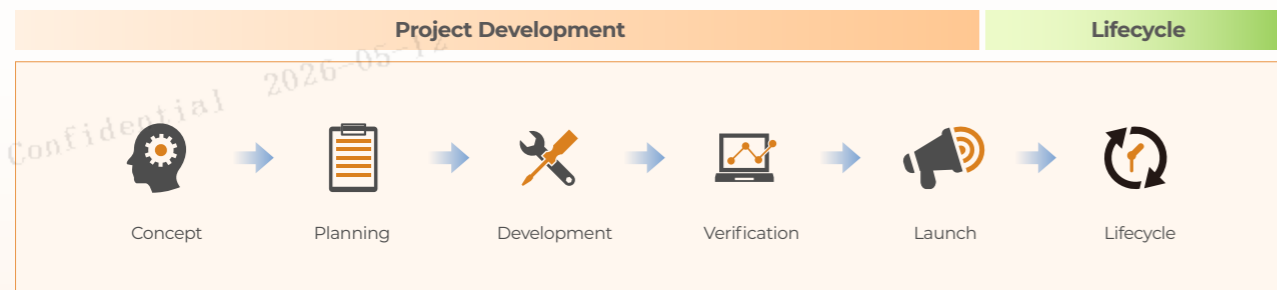 Project Development
Lifecycle
Confidential 2026-05-12
Concept
Planning
Development
Verification
Launch
Lifecycle